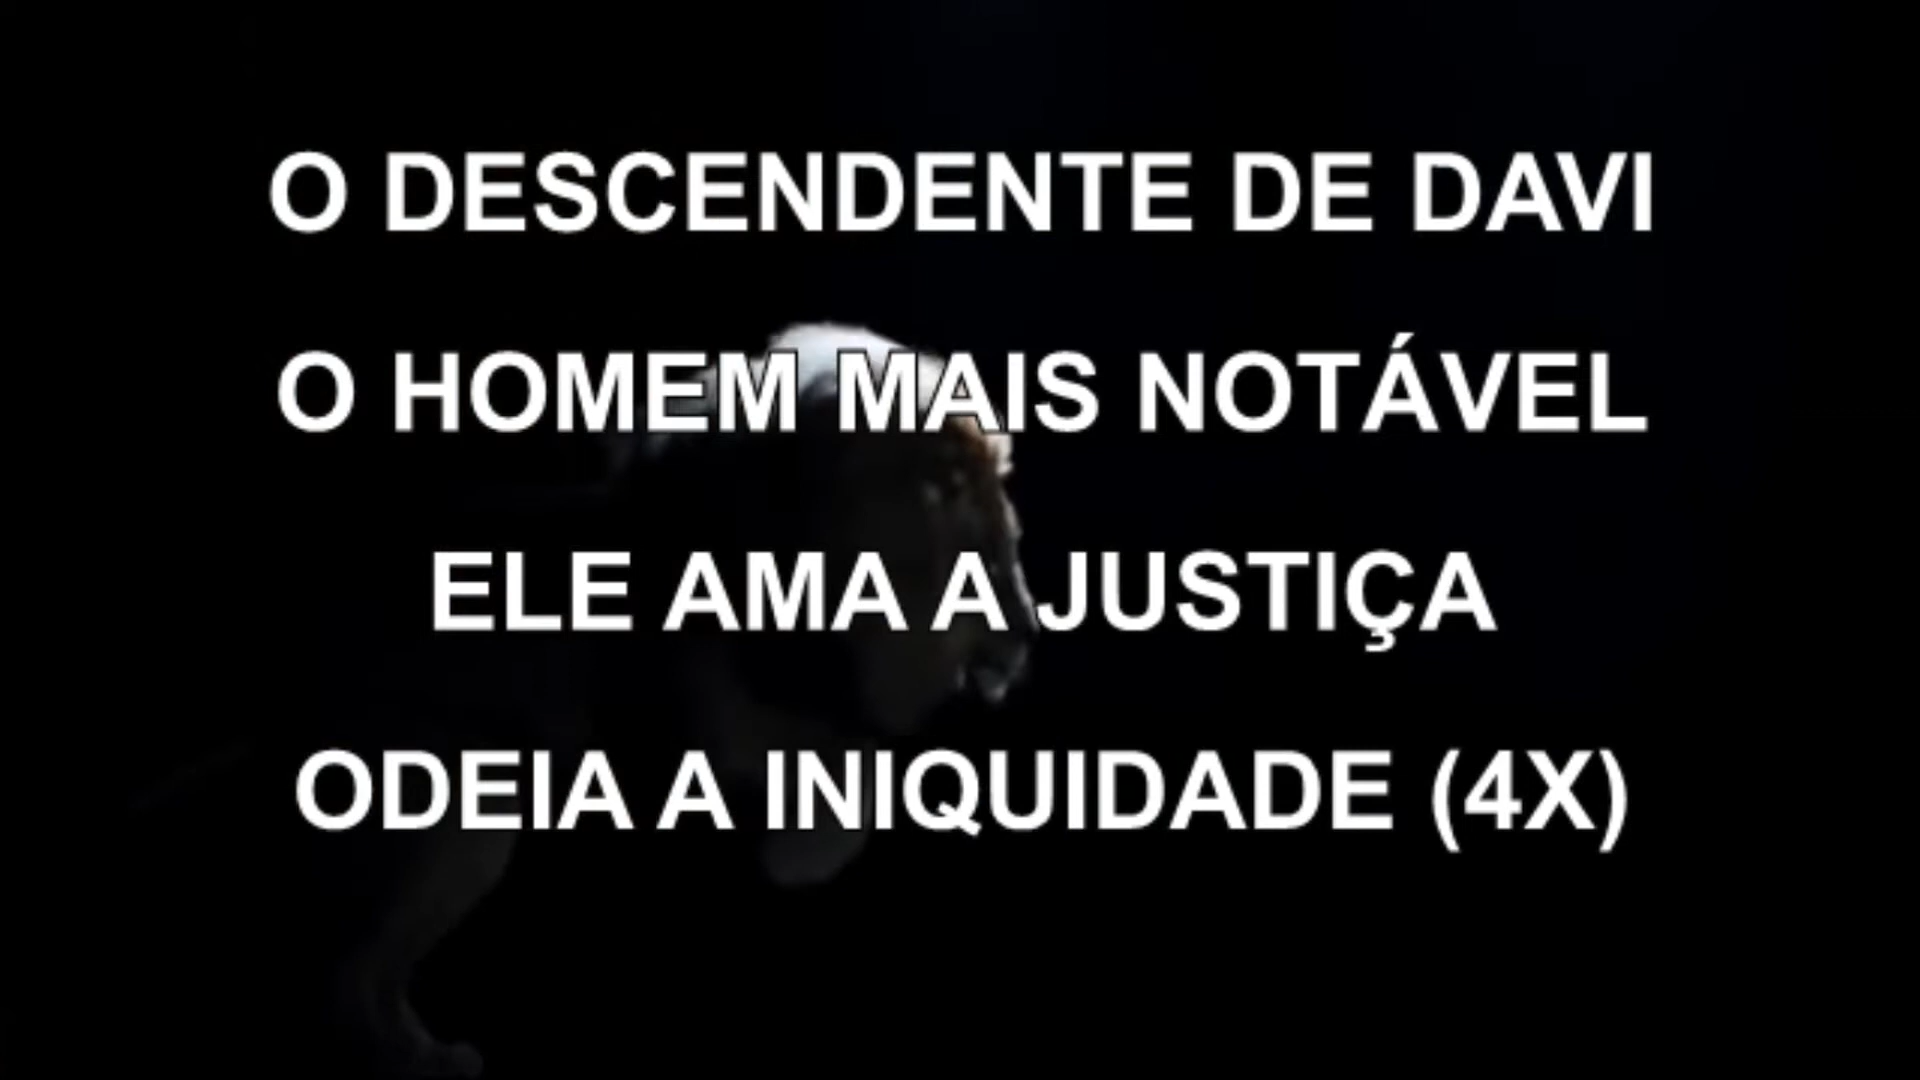 O DESCENDENTE DE DAVI
O HOMEM MAIS NOTÁVEL
ELE AMA A JUSTIÇA
ODEIA A INIQUIDADE (4X)